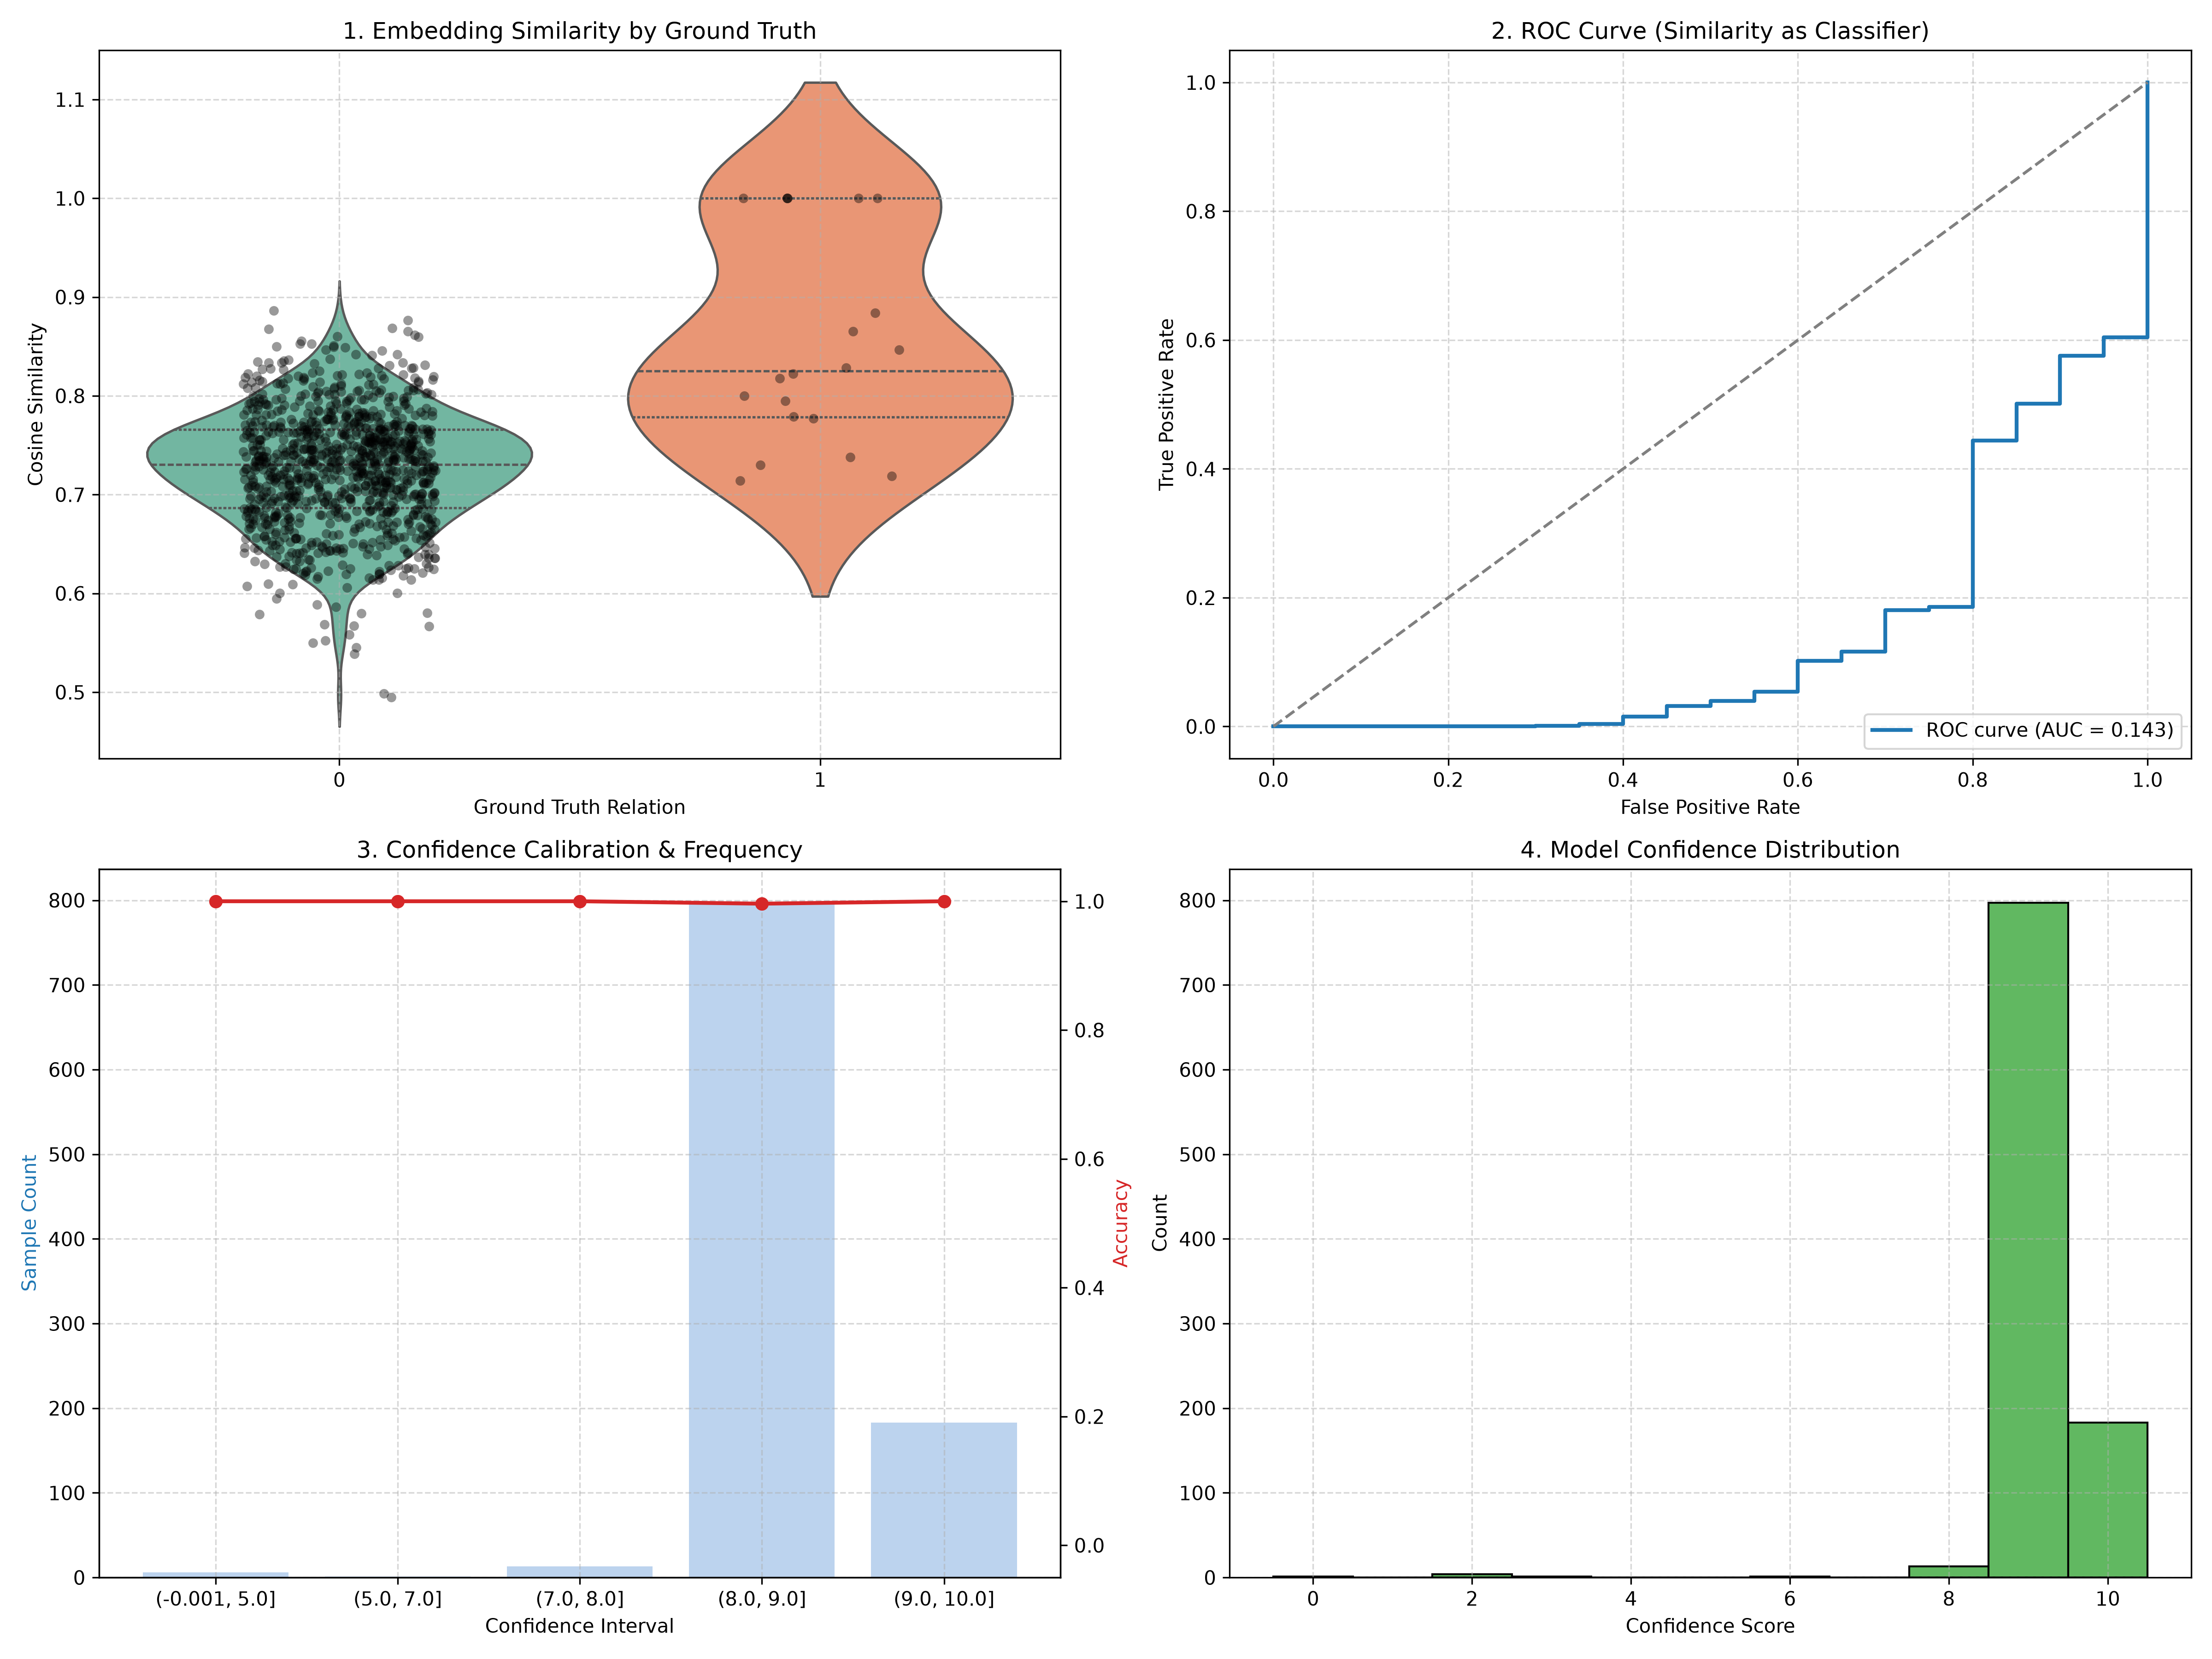 1. Embedding Similarity by Ground Truth
Cosine Similarity
1.1
1.0
0.9
0.8
0.7
0.6
0.5
0 1
Ground Truth Relation
2. ROC Curve (Similarity as Classifier)
True Positive Rate
1.0
0.8
0.6
0.4
0.2
0.0
ROC curve (AUC = 0.143)
0.0 0.2 0.4 0.6 0.8 1.0
False Positive Rate
3. Confidence Calibration & Frequency
Sample Count
800
700
600
500
400
300
200
100
0
1.0
0.8
0.6
0.4
0.2
0.0
Accuracy
(-0.001, 5.0] (5.0, 7.0] (7.0, 8.0] (8.0, 9.0] (9.0, 10.0]
Confidence Interval
4. Model Confidence Distribution
Count
800
700
600
500
400
300
200
100
0
0 2 4 6 8 10
Confidence Score